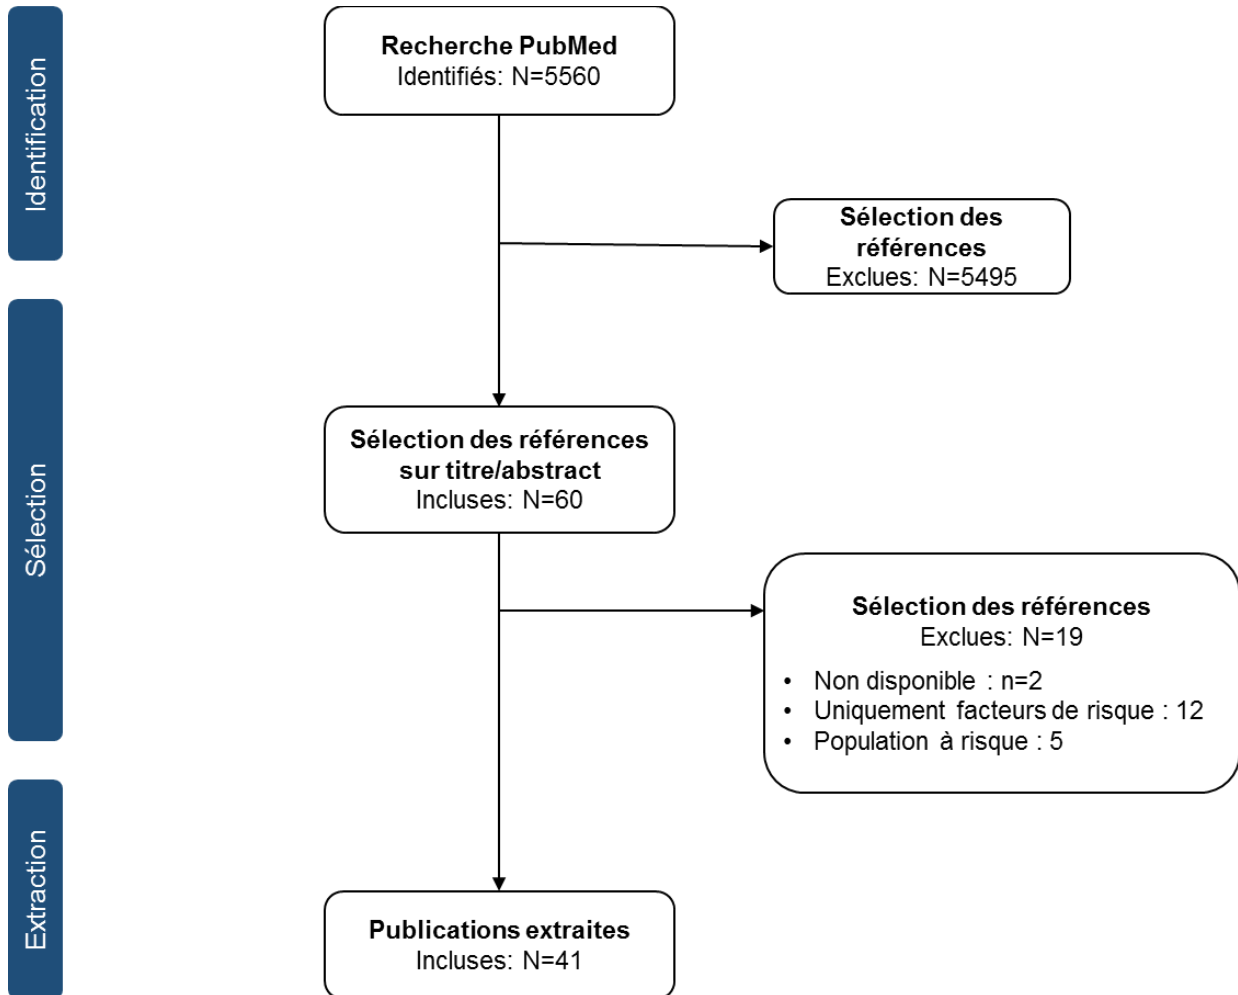 Identification
Recherche PubMed
Identifiés: N=5560
Sélection des
références
Exclues: N=5495
Sélection
Sélection des références
sur titre/abstract
Incluses: N=60
Sélection des références
Exclues: N=19
• Non disponible : n=2
• Uniquement facteurs de risque : 12
• Population à risque : 5
Extraction
Publications extraites
Incluses: N=41